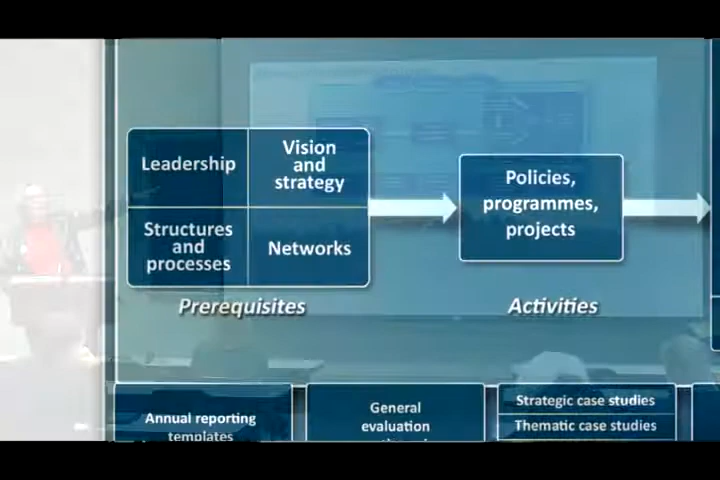 Leadership
Vision
and
strategy
Structures
and
processes
Networks
Prerequisites
Policies,
programmes,
projects
Activities
Annual reporting
templates
General
evaluation
Strategic case studies
Thematic case studies